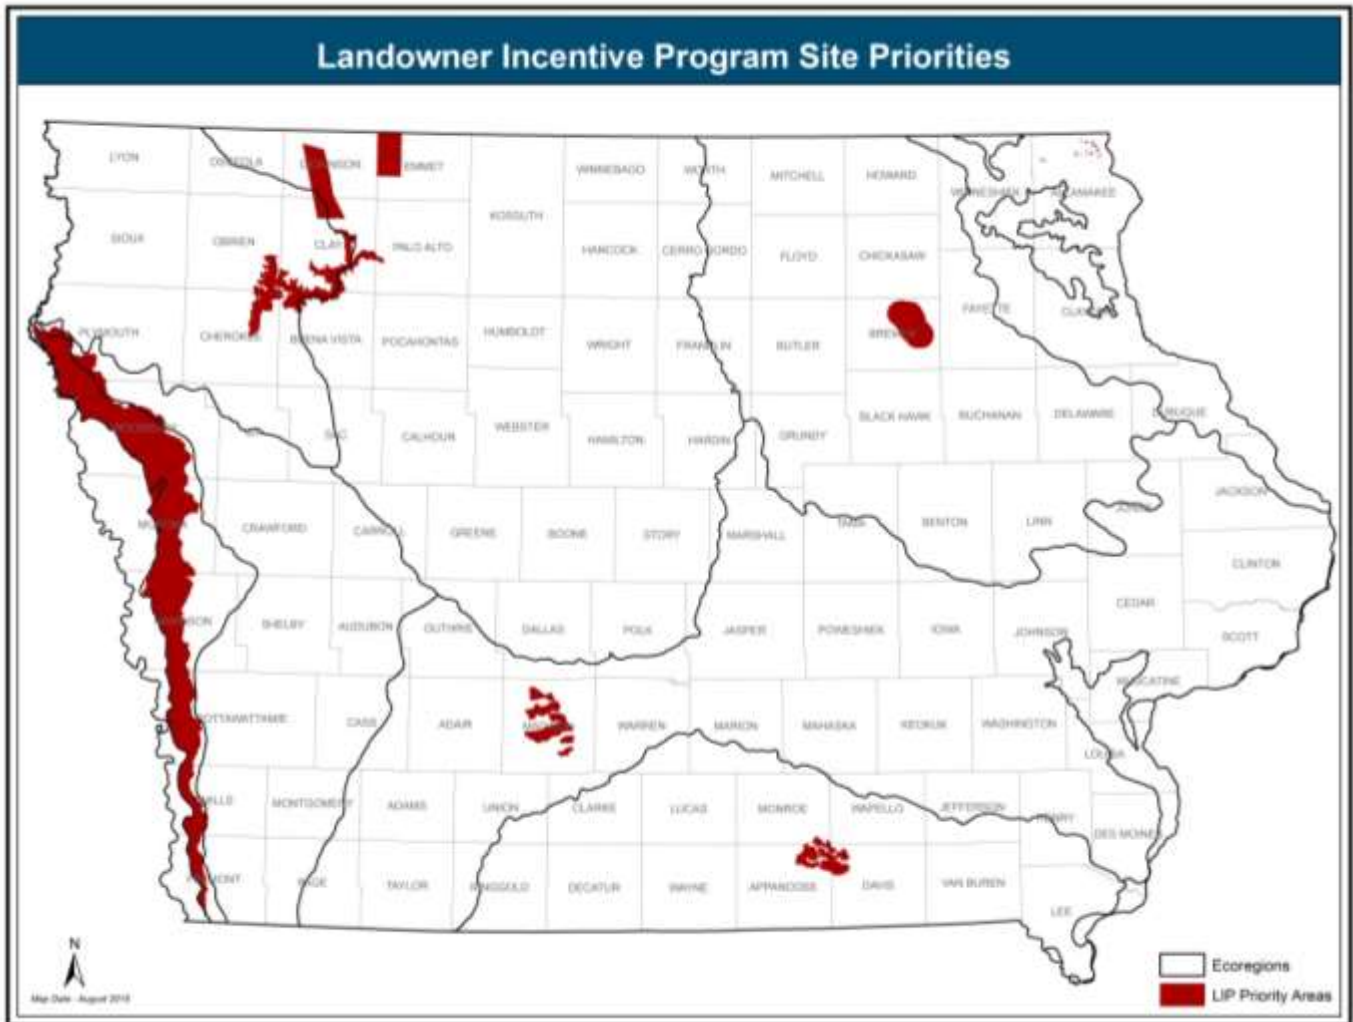 Landowner Incentive Program Site Priorities
LYON
OSCEOLA
EMMET
WINNEBAGO
WORTH
MITCHELL
HOWARD
WINNESHIEK
ALLAMAKEE
KOSSUTH
SIOUX
OBRIEN
CLAY
PALO ALTO
HANCOCK
CERRO GORDO
FLOYD
CHICKASAW
PLYMOUTH
CHEROKEE
BUENA VISTA
POCAHONTAS
HUMBOLDT
WRIGHT
FRANKLIN
BUTLER
FAYETTE
SAC
CALHOUN
WEBSTER
HAMILTON
HARDIN
GRUNDY
BLACK HAWK
BUCHANAN
DELAWARE
DUBUQUE
CRAWFORD
CARROLL
GREENE
BOONE
STORY
MARSHALL
TAMA
BENTON
LINN
JACKSON
CLINTON
CEDAR
SHELBY
AUDUBON
GUTHRIE
DALLAS
POLK
JASPER
POWESHIEK
IOWA
JOHNSON
SCOTT
MUSCATINE
POTTAWATTAMIE
CASS
ADAIR
WARREN
MARION
MAHASKA
KEOKUK
WASHINGTON
LOUISA
MILLS
MONTGOMERY
ADAMS
UNION
CLARKE
LUCAS
MONROE
WAPELLO
JEFFERSON
HENRY
DES MOINES
PAGE
TAYLOR
RINGGOLD
DECATUR
WAYNE
APPANOOSE
DAVIS
VAN BUREN
LEE
N
Map Date - August 2018
Ecoregions
LIP Priority Areas